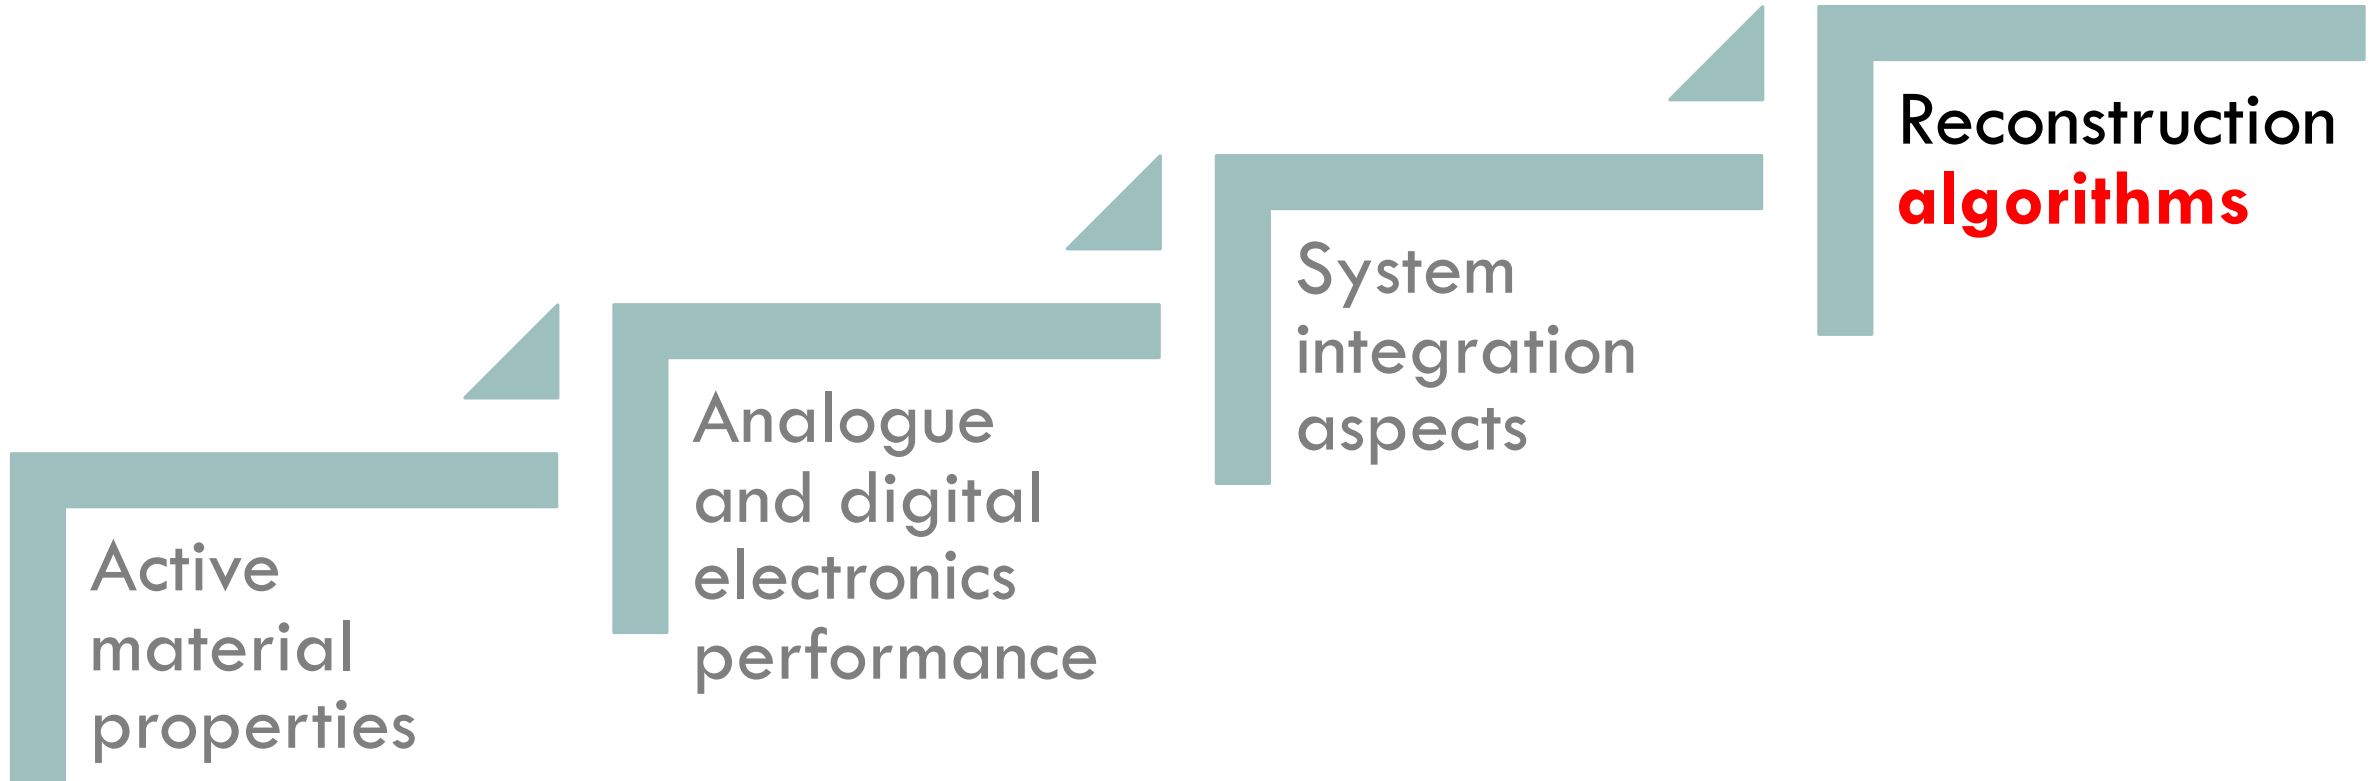 Active
material
properties
Analogue
and digital
electronics
performance
System
integration
aspects
Reconstruction
algorithms